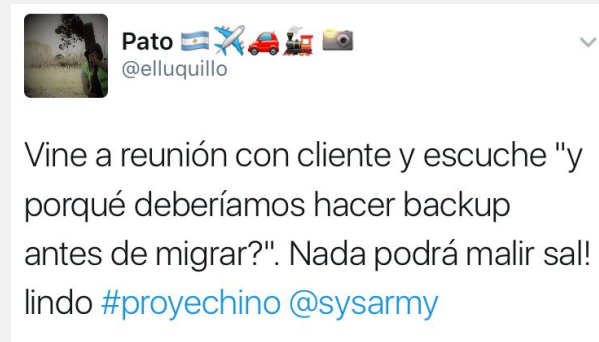 Pato 🇦🇷✈️🚗🚂📷
@elluquillo
Vine a reunión con cliente y escuche "y
porqué deberíamos hacer backup
antes de migrar?". Nada podrá malir sal!
lindo #proyechino @sysarmy